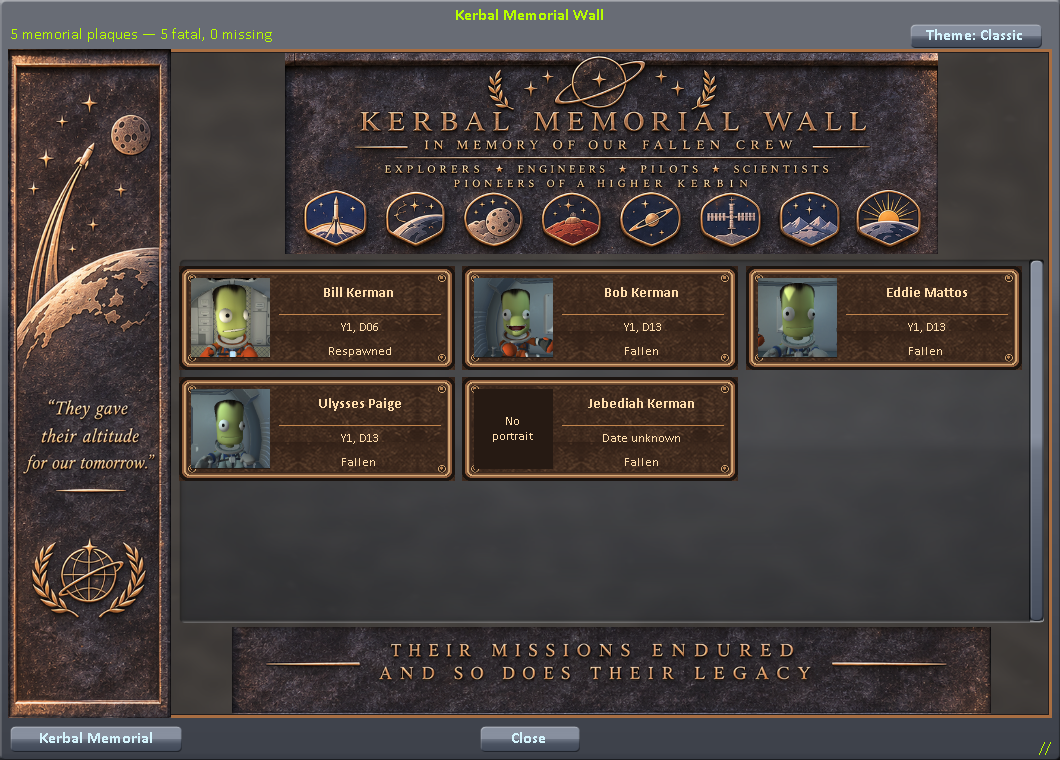 Kerbal Memorial Wall
5 memorial plaques — 5 fatal, 0 missing
Theme: Classic
KERBAL MEMORIAL WALL
IN MEMORY OF OUR FALLEN CREW
EXPLORERS ★ ENGINEERS ★ PILOTS ★ SCIENTISTS
PIONEERS OF A HIGHER KERBIN
“They gave
their altitude
for our tomorrow.”
Bill Kerman
Y1, D06
Respawned
Bob Kerman
Y1, D13
Fallen
Eddie Mattos
Y1, D13
Fallen
Ulysses Paige
Y1, D13
Fallen
No
portrait
Jebediah Kerman
Date unknown
Fallen
THEIR MISSIONS ENDURED
AND SO DOES THEIR LEGACY
Kerbal Memorial
Close
//